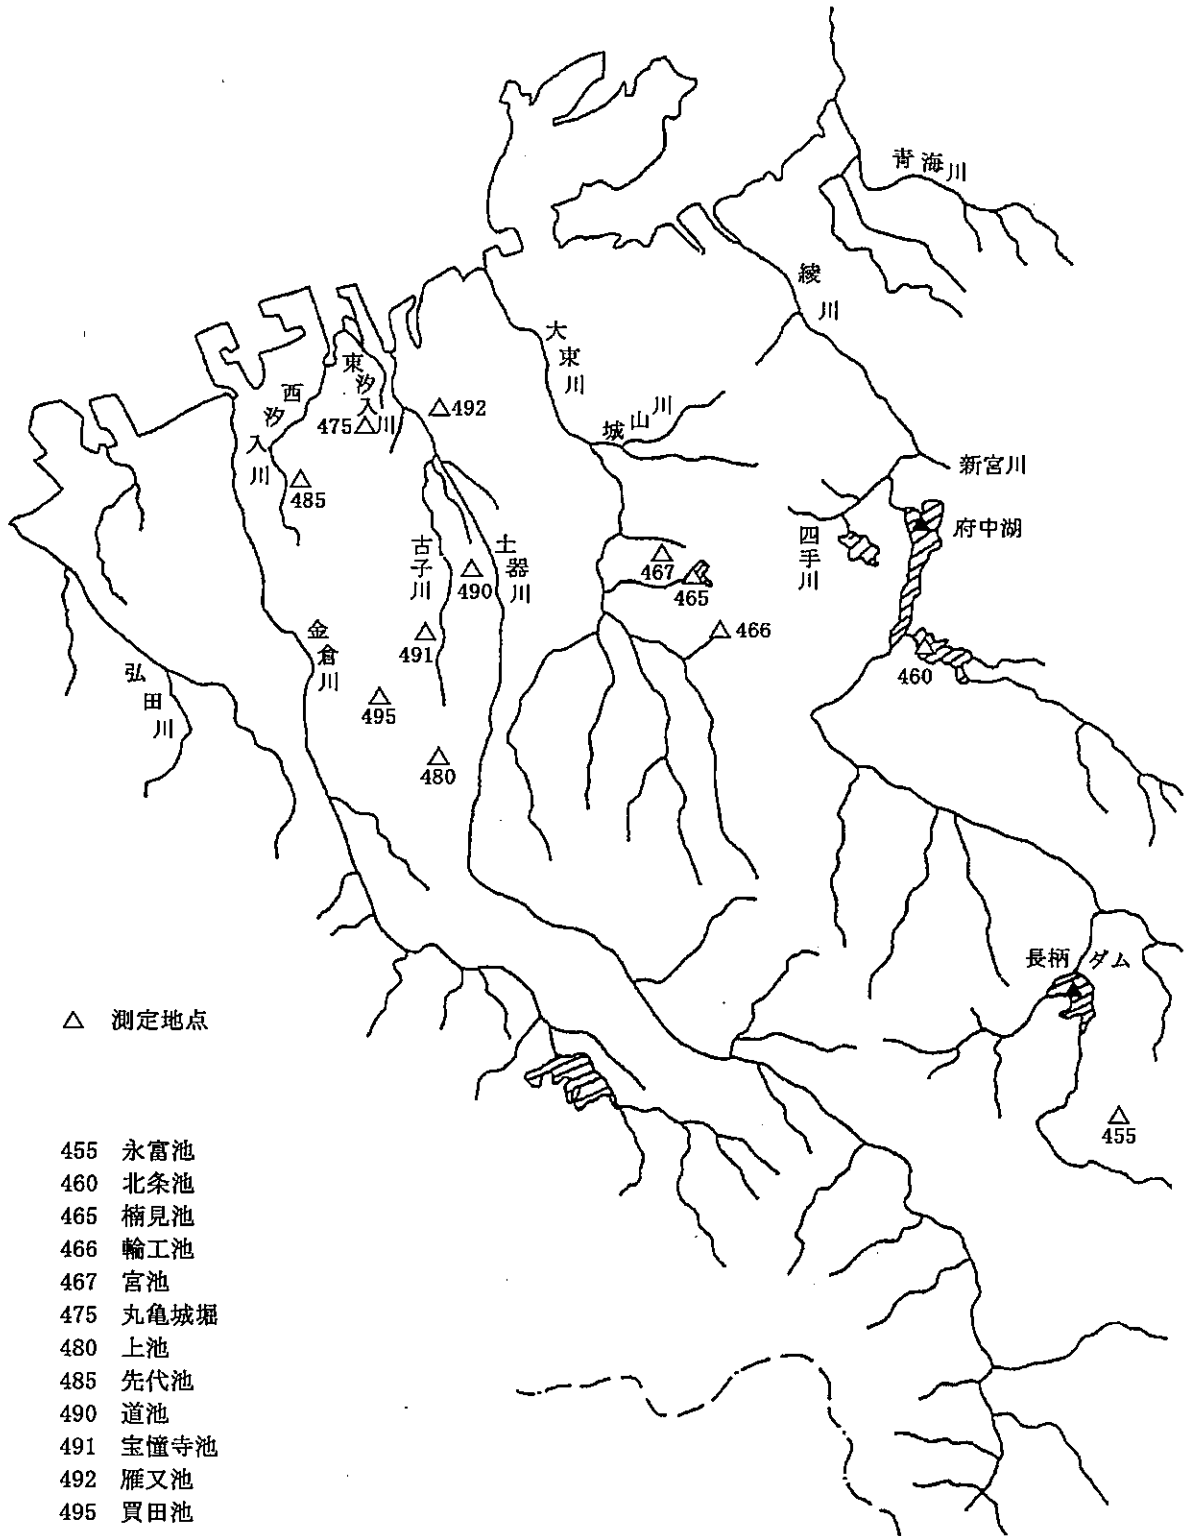 青海川
綾川
大東川
東汐入川
西汐入川
城山川
475
492
485
新宮川
府中湖
四手川
古子川
土器川
467
465
490
466
491
460
金倉川
弘田川
495
480
長柄ダム
455
△ 測定地点
455 永富池
460 北条池
465 楠見池
466 輪工池
467 宮池
475 丸亀城堀
480 上池
485 先代池
490 道池
491 宝憧寺池
492 雁又池
495 買田池